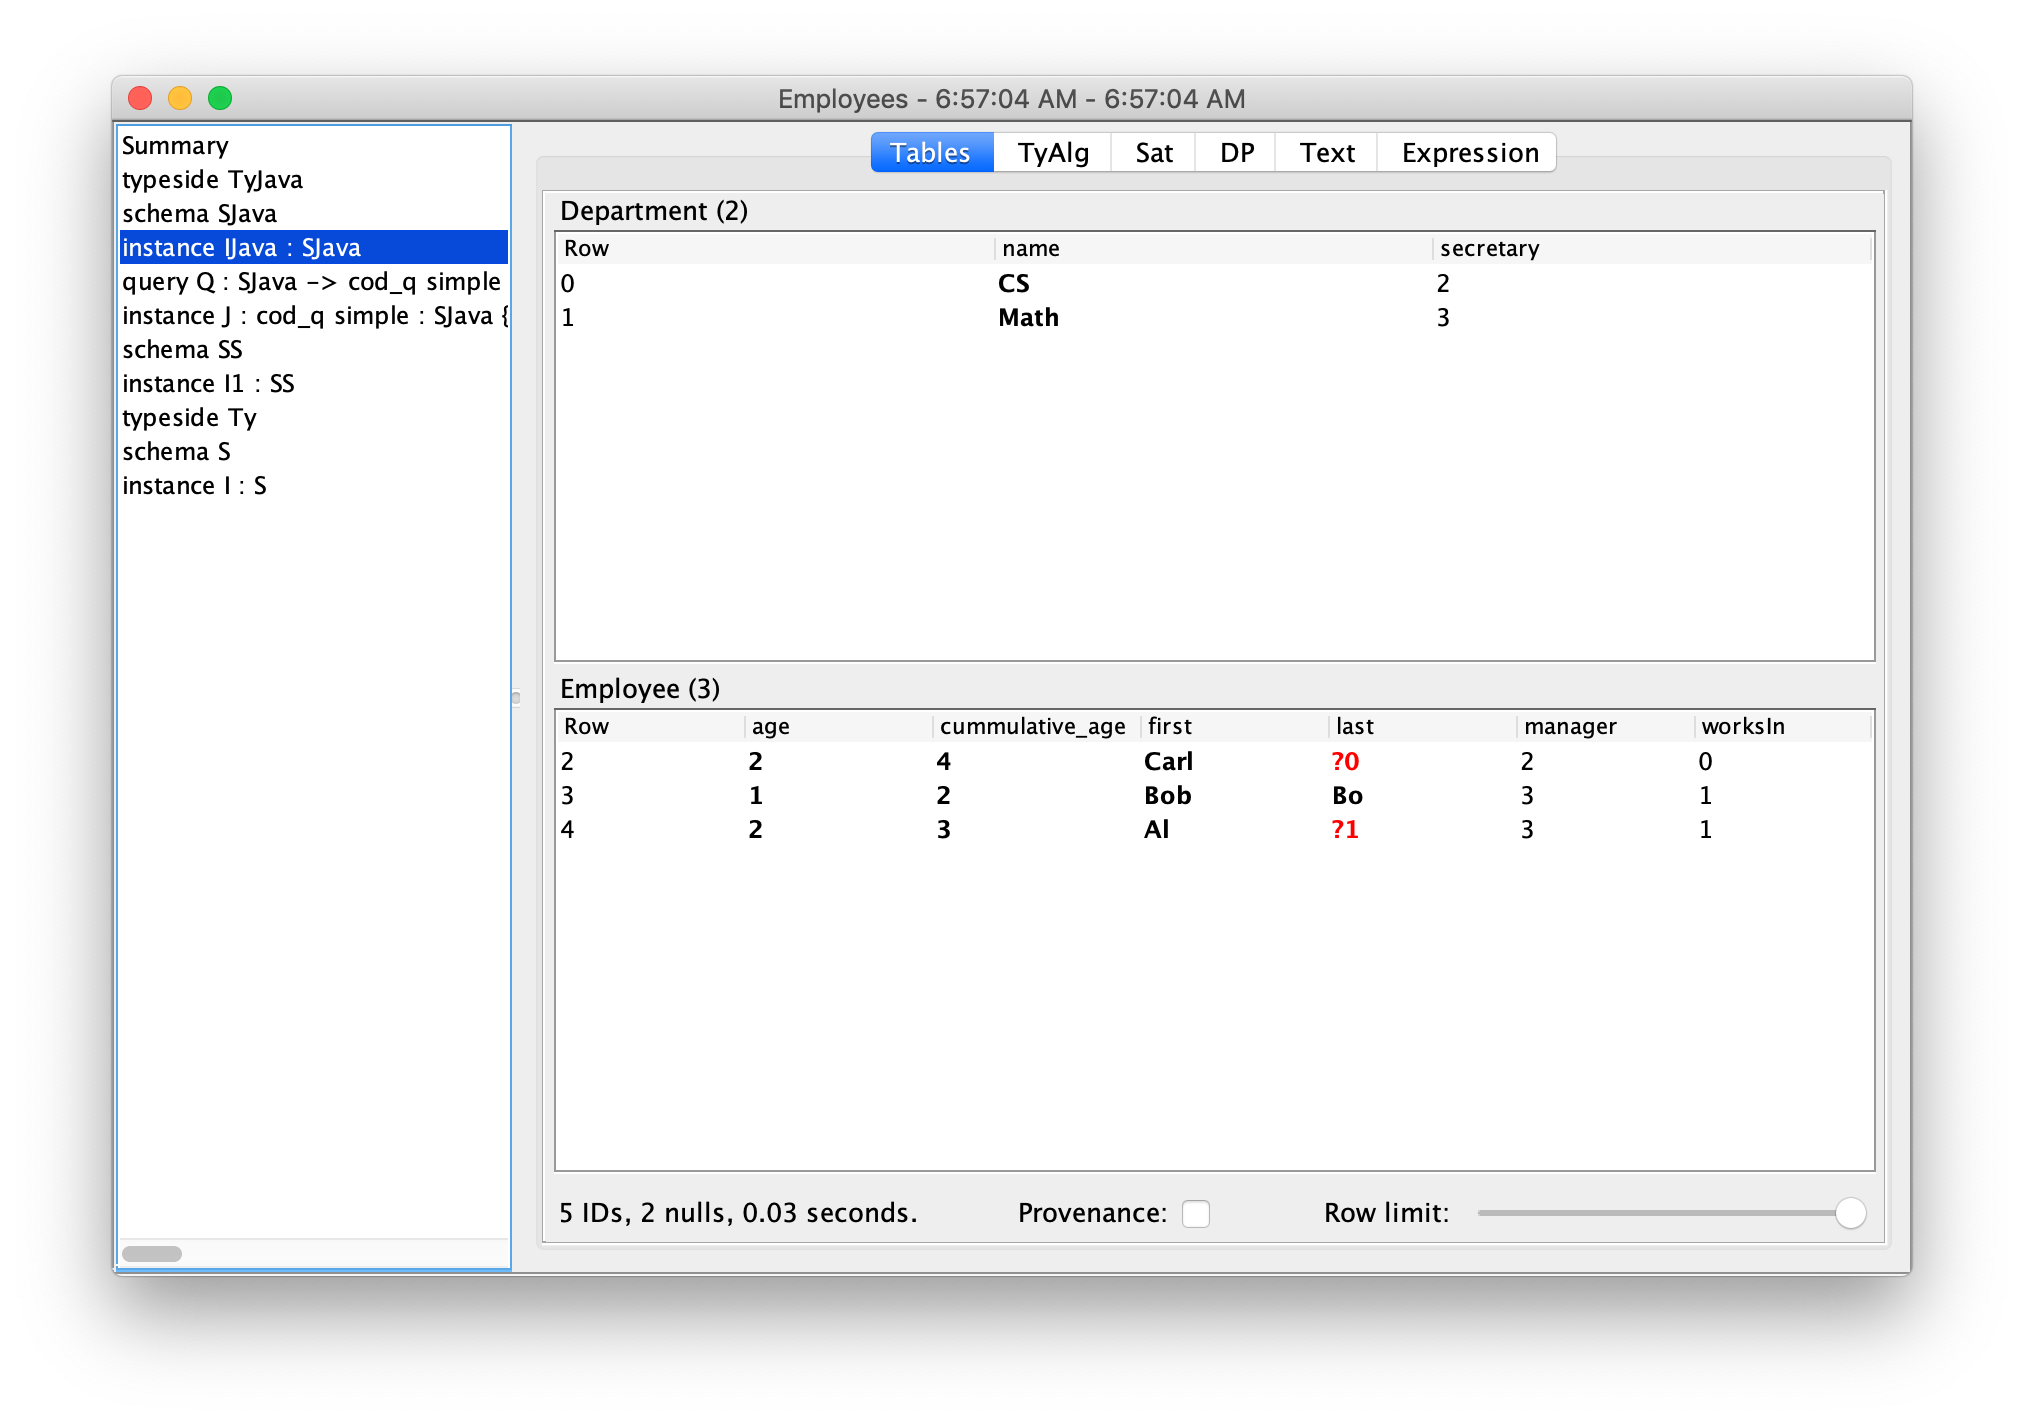 Employees - 6:57:04 AM - 6:57:04 AM
Summary
typeside TyJava
schema SJava
instance IJava : SJava
query Q : SJava -> cod_q simple
instance J : cod_q simple : SJava {
schema SS
instance I1 : SS
typeside Ty
schema S
instance I : S
Tables TyAlg Sat DP Text Expression
Department (2)
Row name secretary
0 CS 2
1 Math 3
Employee (3)
Row age cummulative_age first last manager worksIn
2 2 4 Carl ?0 2 0
3 1 2 Bob Bo 3 1
4 2 3 Al ?1 3 1
5 IDs, 2 nulls, 0.03 seconds. Provenance: Row limit: